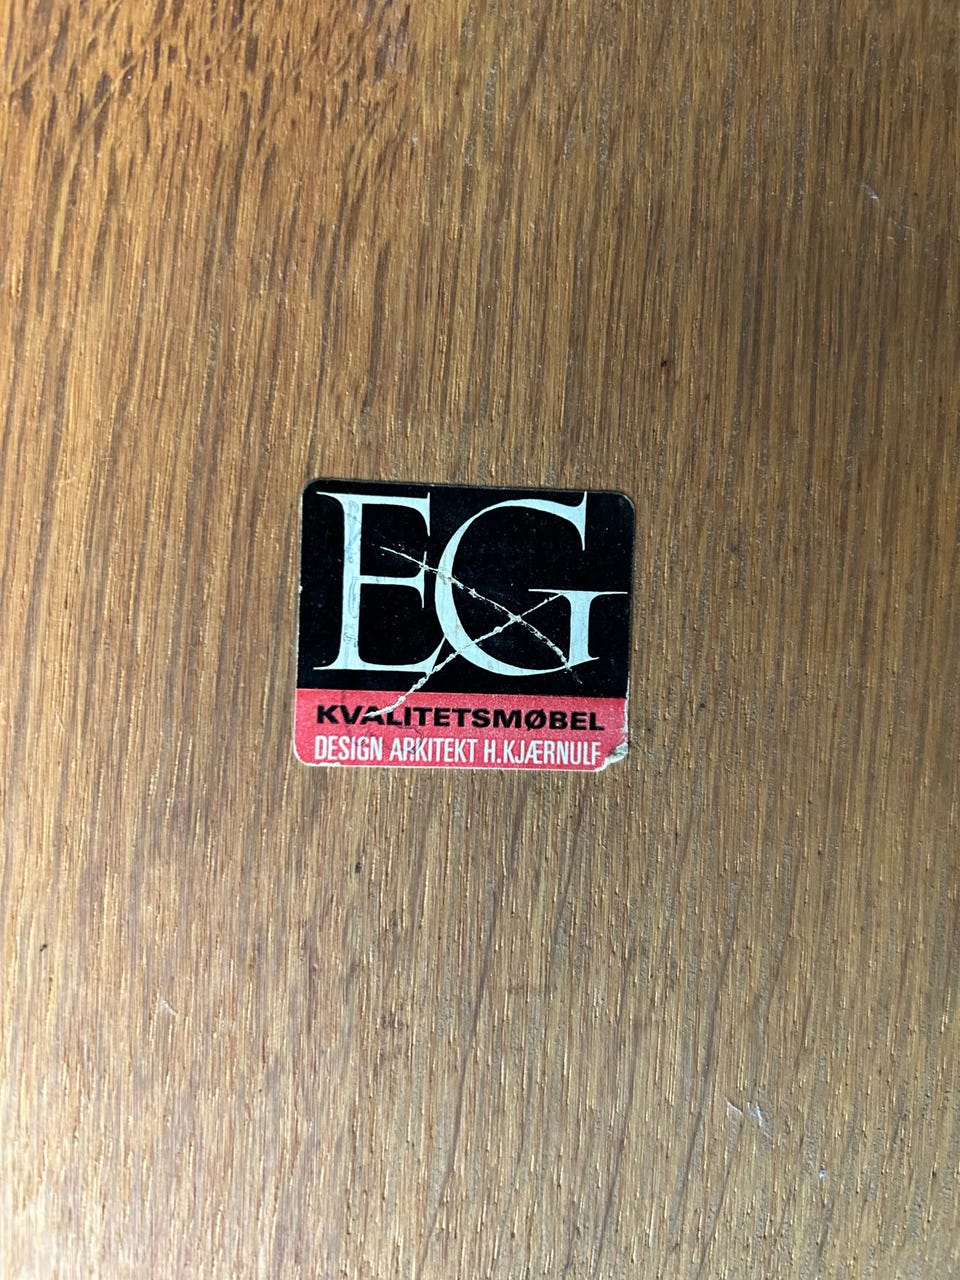 EG
KVALITETSMØBEL
DESIGN ARKITEKT H.KJÆRNULF